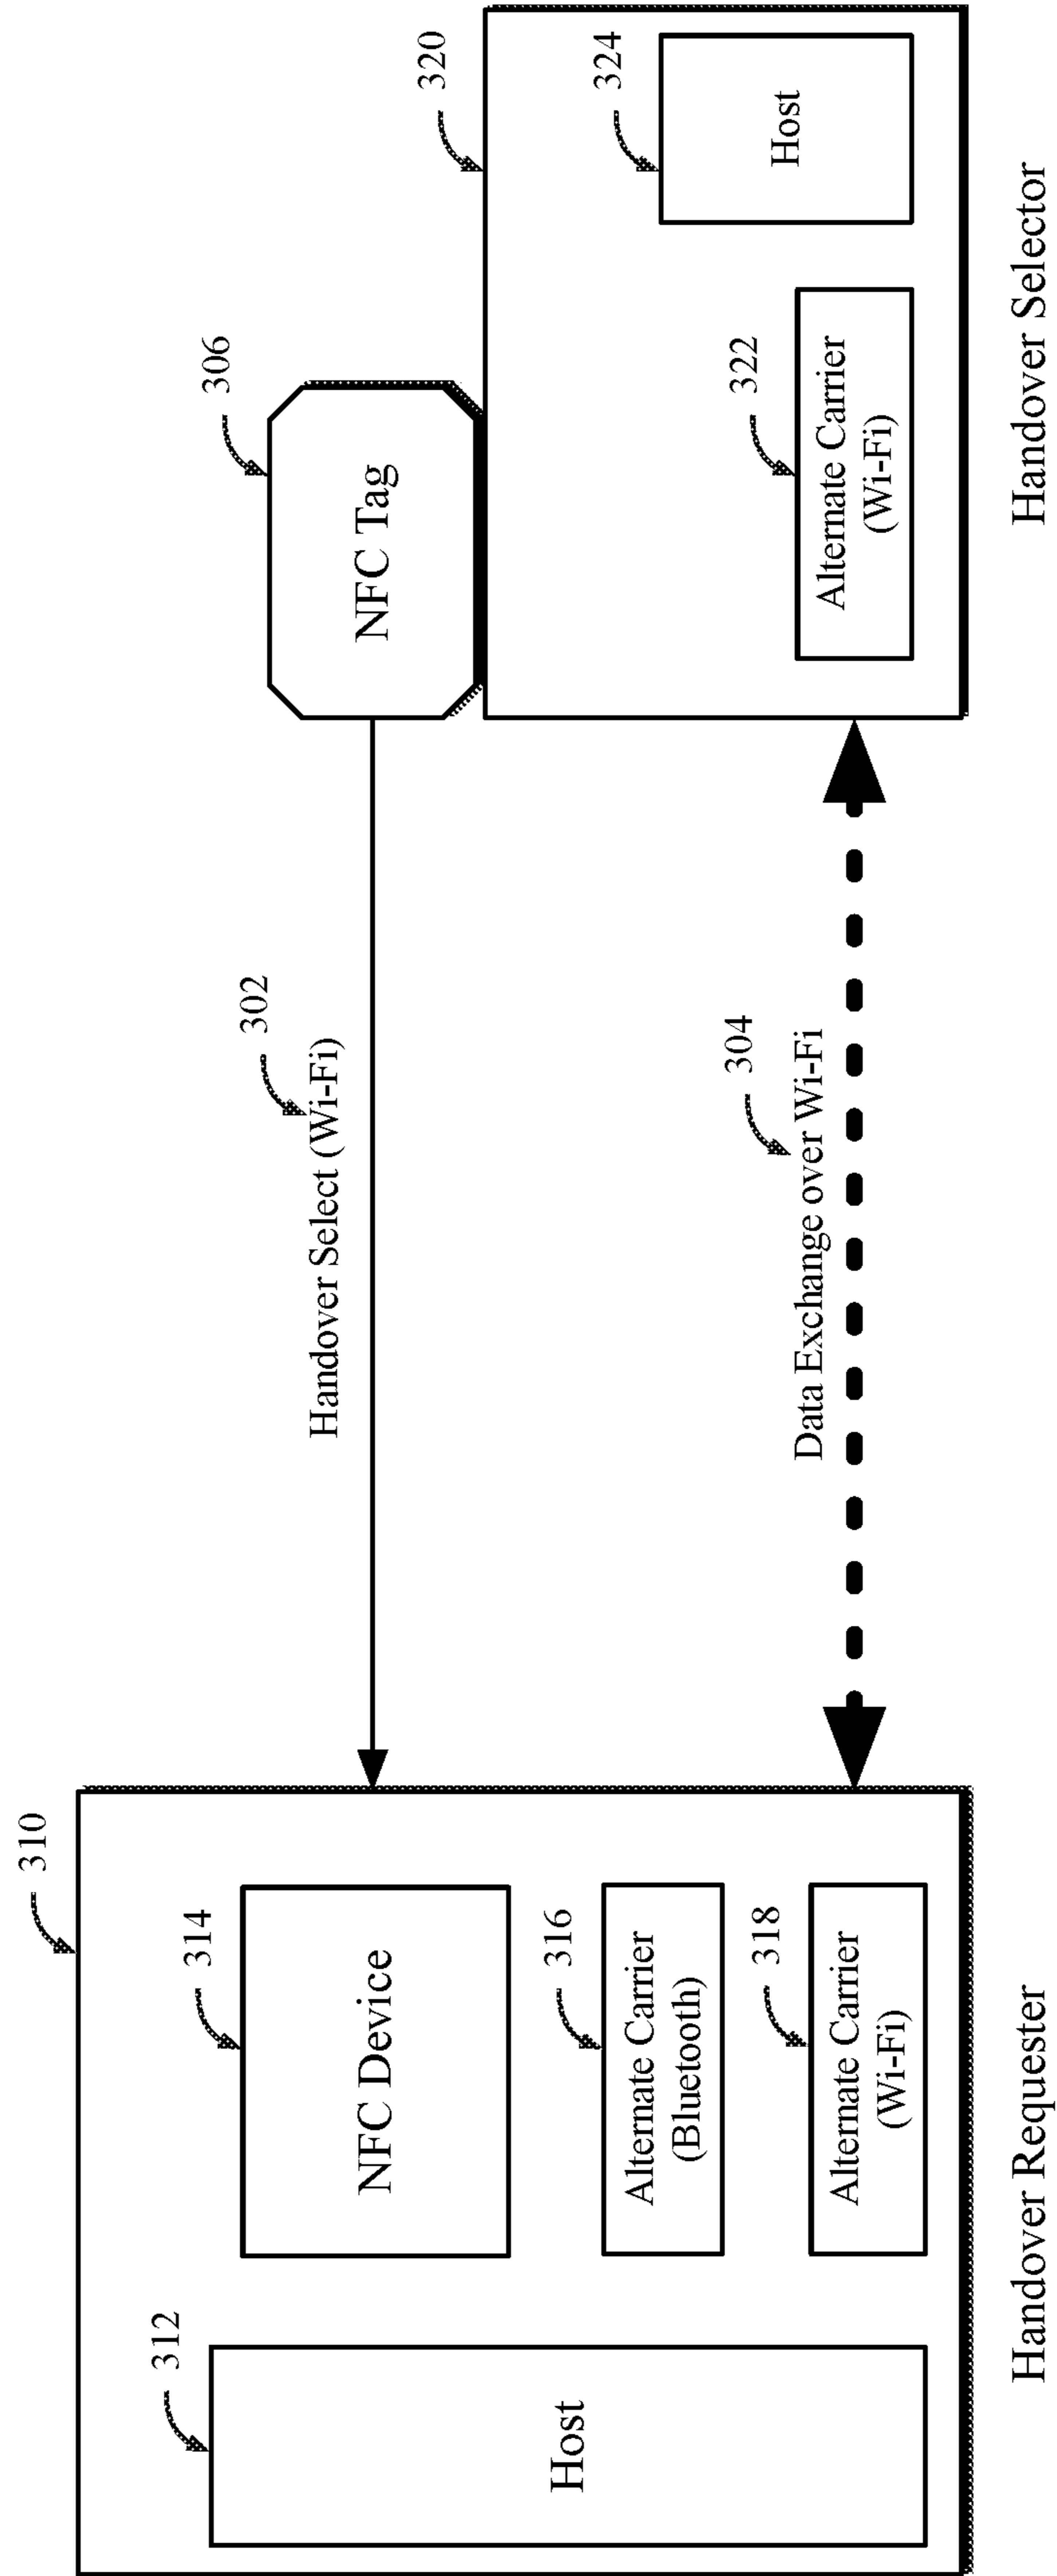 310
312
Host
314
NFC Device
316
Alternate Carrier
(Bluetooth)
318
Alternate Carrier
(Wi-Fi)
Handover Requester
302
Handover Select (Wi-Fi)
304
Data Exchange over Wi-Fi
306
NFC Tag
320
322
Alternate Carrier
(Wi-Fi)
324
Host
Handover Selector